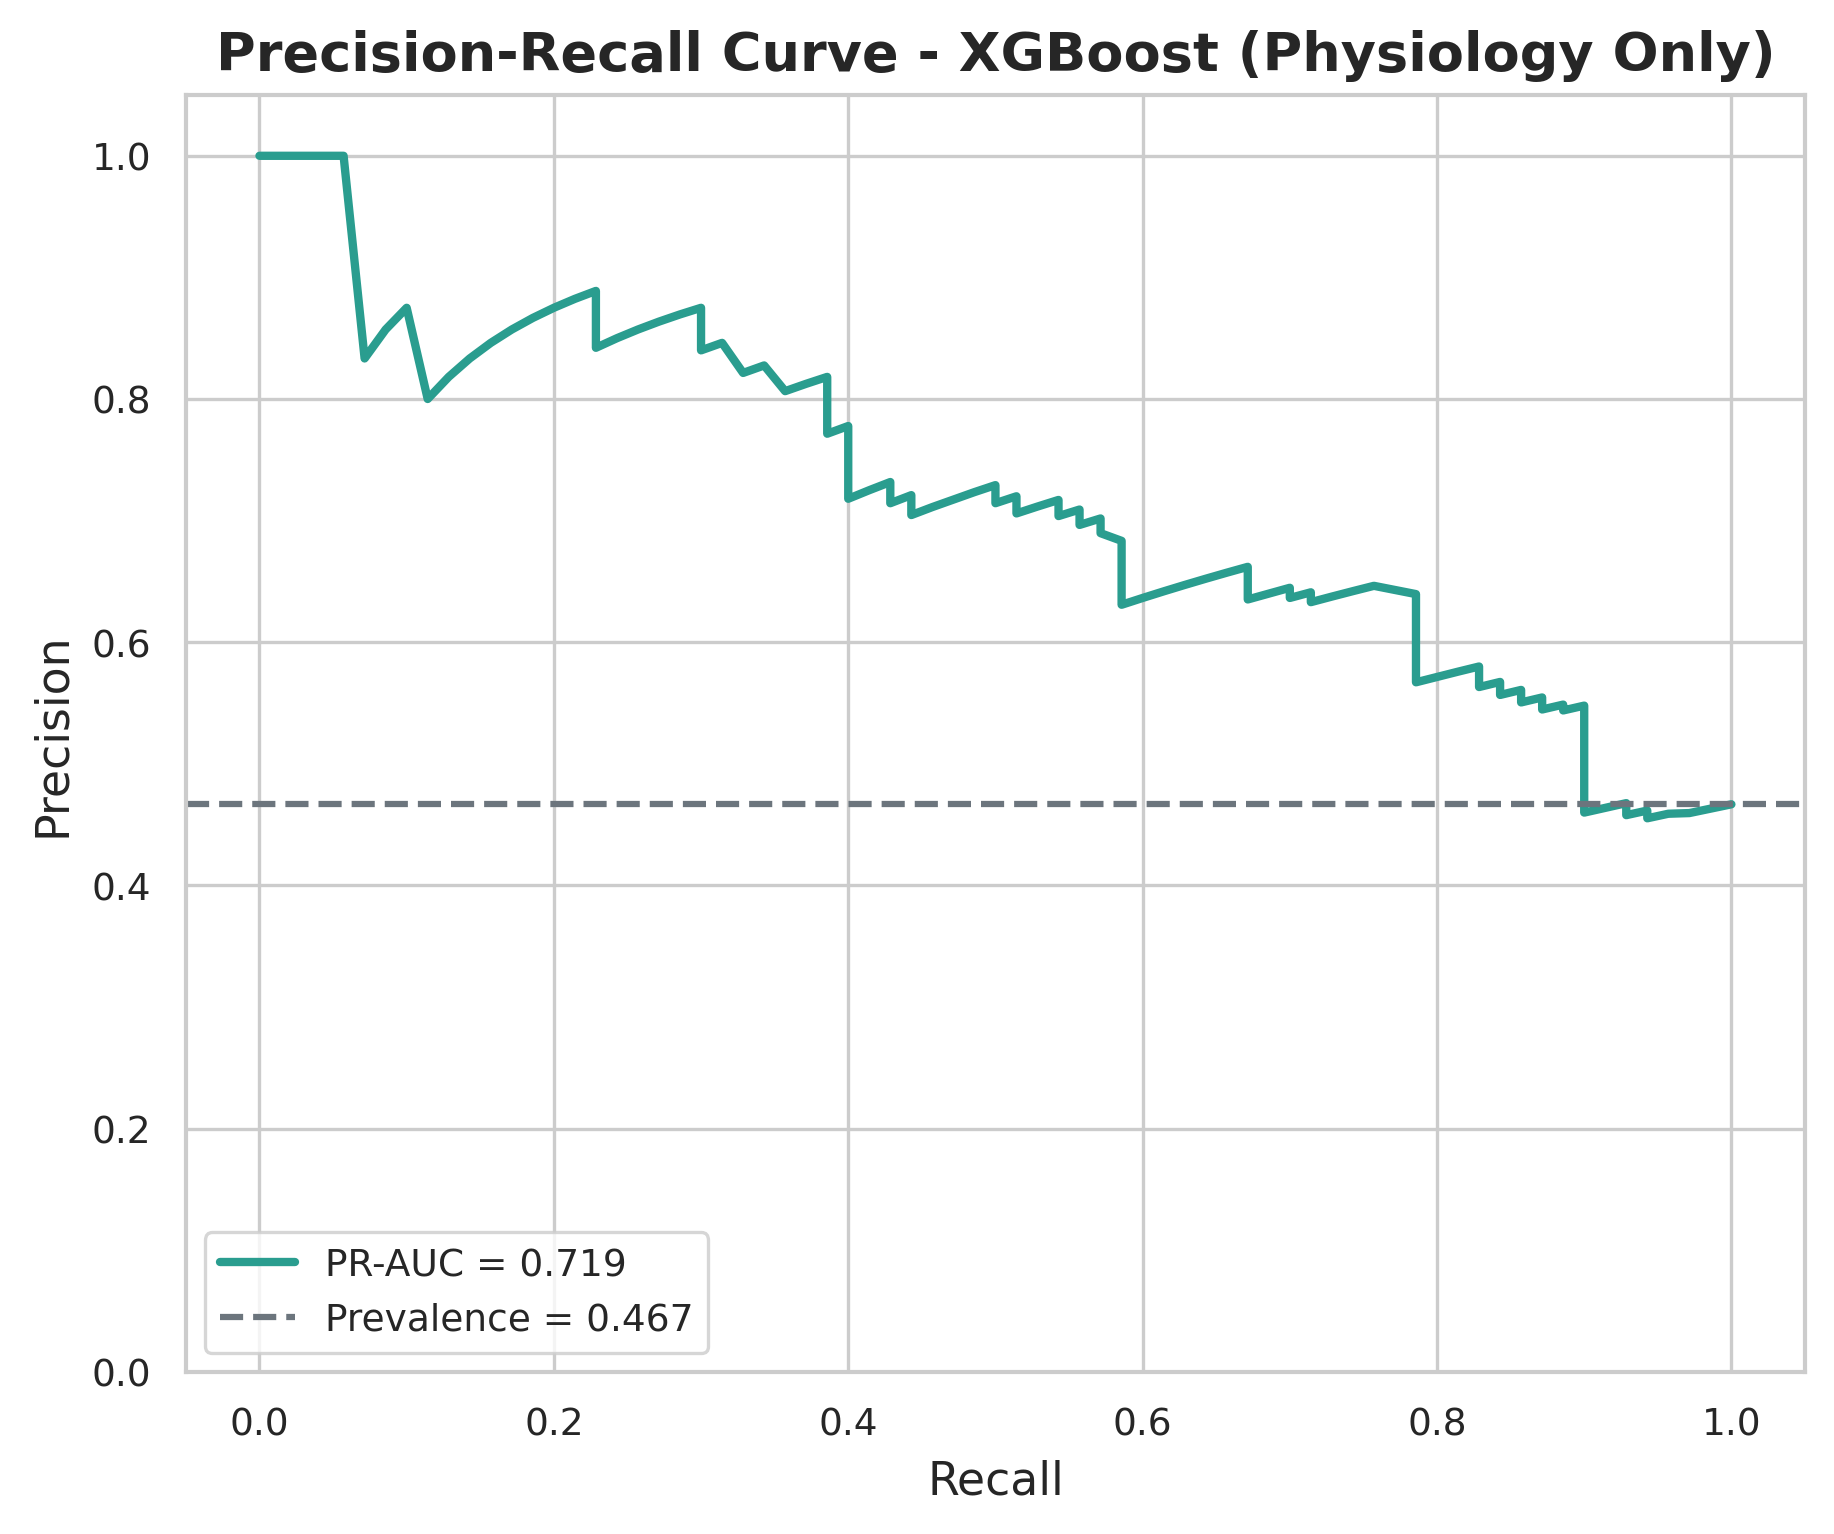 Precision-Recall Curve - XGBoost (Physiology Only)
1.0
0.8
0.6
0.4
0.2
0.0
Precision
PR-AUC = 0.719
Prevalence = 0.467
0.0 0.2 0.4 0.6 0.8 1.0
Recall